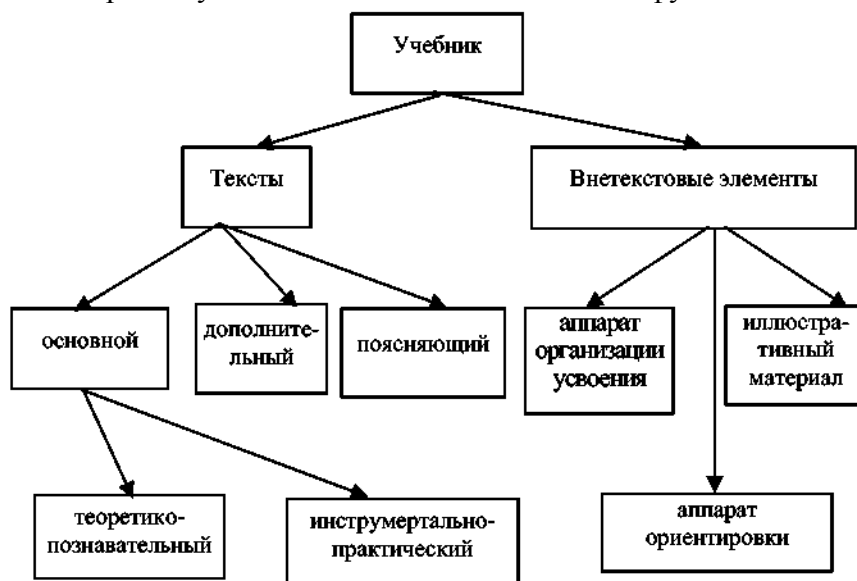 Учебник
Тексты
Внетекстовые элементы
основной
дополните-
льный
поясняющий
аппарат
организации
усвоения
иллюстра-
тивный
материал
теоретико-
познавательный
инструмертально-
практический
аппарат
ориентировки